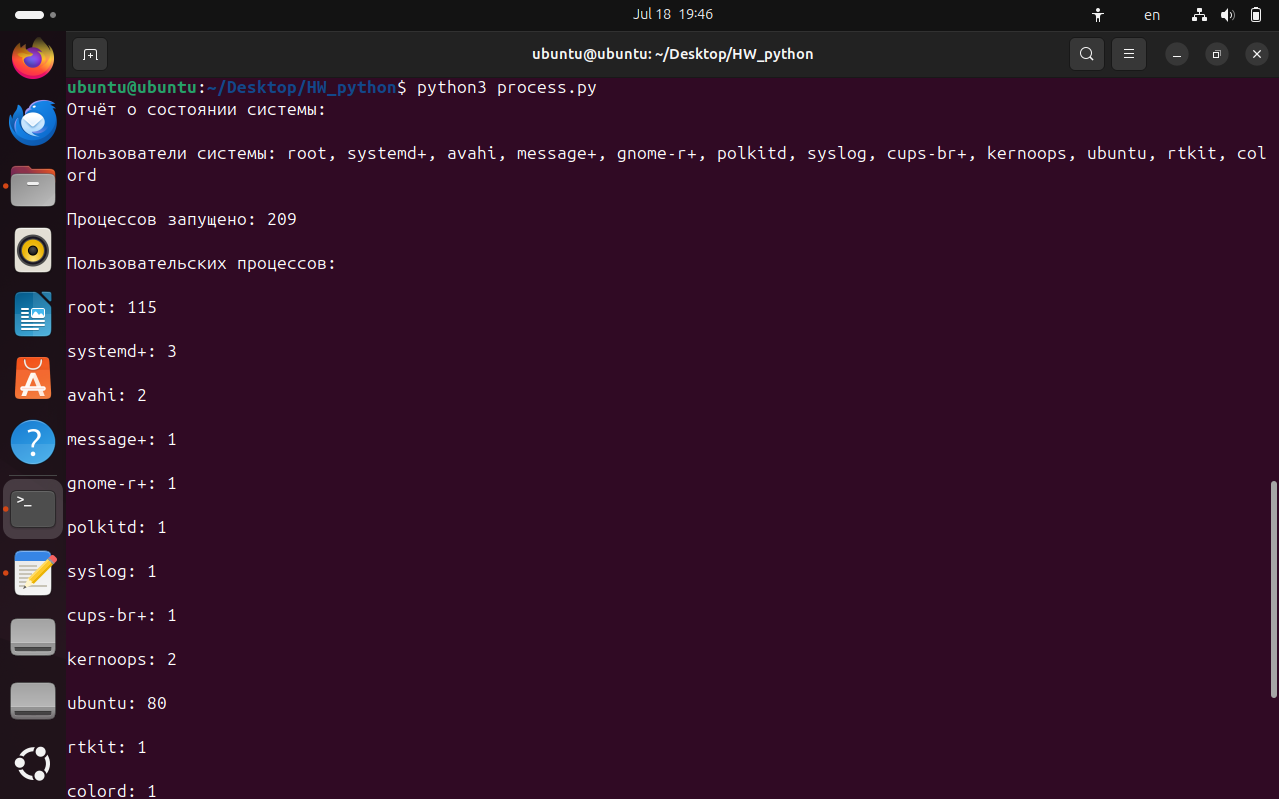 Jul 18 19:46
en
ubuntu@ubuntu: ~/Desktop/HW_python
ubuntu@ubuntu:~/Desktop/HW_python$ python3 process.py
Отчёт о состоянии системы:
Пользователи системы: root, systemd+, avahi, message+, gnome-r+, polkitd, syslog, cups-br+, kernoops, ubuntu, rtkit, col
ord
Процессов запущено: 209
Пользовательских процессов:
root: 115
systemd+: 3
avahi: 2
message+: 1
gnome-r+: 1
polkitd: 1
syslog: 1
cups-br+: 1
kernoops: 2
ubuntu: 80
rtkit: 1
colord: 1